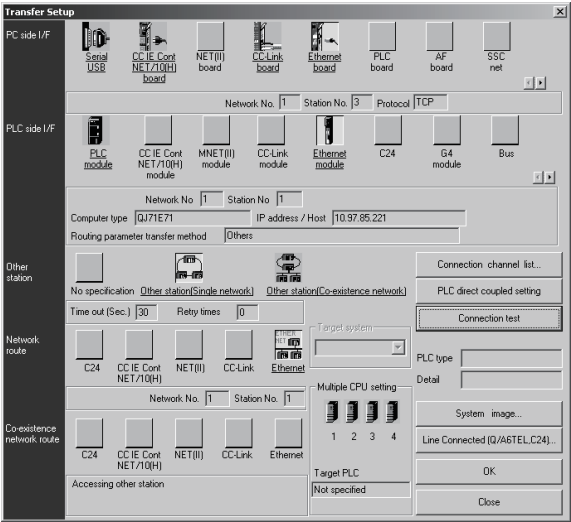 Transfer Setup
PC side I/F
Serial USB
CC IE Cont NET/10(H) board
NET(II) board
CC-Link board
Ethernet board
PLC board
AF board
SSC net
Network No. 1 Station No. 3 Protocol TCP
PLC side I/F
PLC module
CC IE Cont NET/10(H) module
MNET(II) module
CC-Link module
Ethernet module
C24
G4 module
Bus
Network No 1 Station No 1
Computer type QJ71E71 IP address / Host 10.97.85.221
Routing parameter transfer method Others
Other station
No specification
Other station(Single network)
Other station(Co-existence network)
Time out (Sec.) 30 Retry times 0
Connection channel list...
PLC direct coupled setting
Connection test
Network route
C24
CC IE Cont NET/10(H)
NET(II)
CC-Link
ETHER NET
Ethernet
Target system
PLC type
Detail
Network No. 1 Station No. 1
Multiple CPU setting
1 2 3 4
Target PLC
Not specified
System image...
Line Connected (Q/A6TEL,C24)...
OK
Close
Co-existence network route
C24
CC IE Cont NET/10(H)
NET(II)
CC-Link
Ethernet
Accessing other station